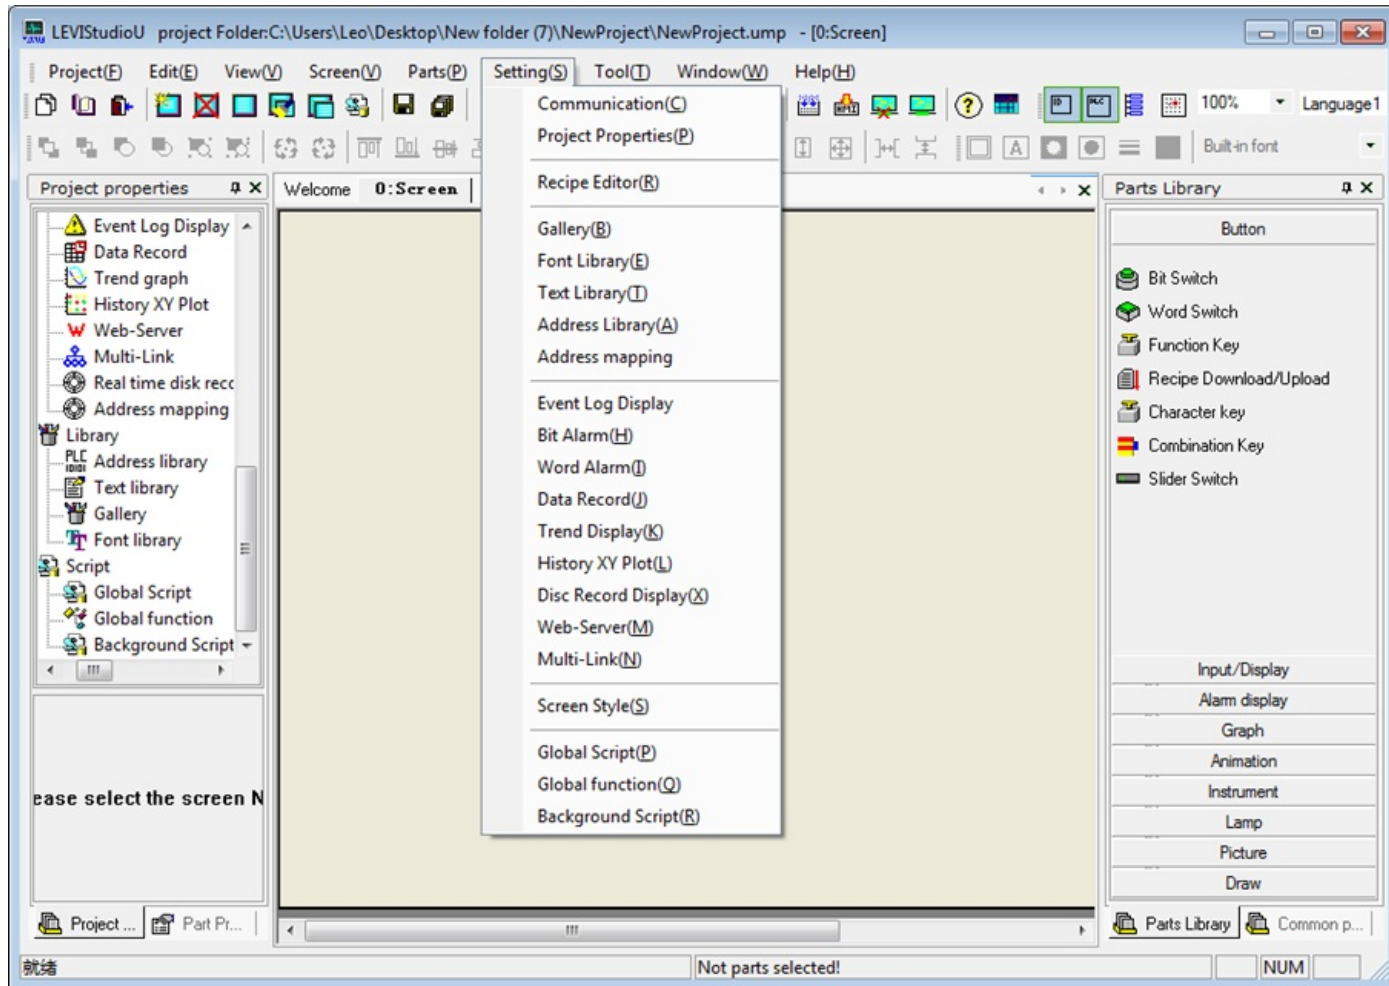 LEVIStudioU project Folder:C:\Users\Leo\Desktop\New folder (7)\NewProject\NewProject.ump - [0:Screen]
Project(F) Edit(E) View(V) Screen(V) Parts(P) Setting(S) Tool(T) Window(W) Help(H)
100% Language1
Built-in font
Project properties
Event Log Display
Data Record
Trend graph
History XY Plot
Web-Server
Multi-Link
Real time disk recc
Address mapping
Library
Address library
Text library
Gallery
Font library
Script
Global Script
Global function
Background Script
ease select the screen N
Project ... Part Pr...
Welcome 0:Screen
Communication(C)
Project Properties(P)
Recipe Editor(R)
Gallery(B)
Font Library(E)
Text Library(T)
Address Library(A)
Address mapping
Event Log Display
Bit Alarm(H)
Word Alarm(I)
Data Record(J)
Trend Display(K)
History XY Plot(L)
Disc Record Display(X)
Web-Server(M)
Multi-Link(N)
Screen Style(S)
Global Script(P)
Global function(Q)
Background Script(R)
Parts Library
Button
Bit Switch
Word Switch
Function Key
Recipe Download/Upload
Character key
Combination Key
Slider Switch
Input/Display
Alarm display
Graph
Animation
Instrument
Lamp
Picture
Draw
Parts Library Common p...
就绪 Not parts selected! NUM